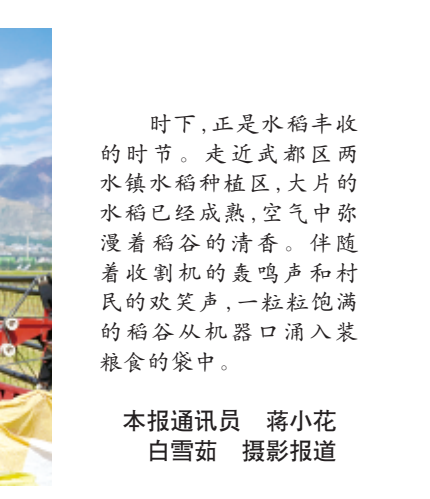 时下，正是水稻丰收
的时节。走近武都区两
水镇水稻种植区，大片的
水稻已经成熟，空气中弥
漫着稻谷的清香。伴随
着收割机的轰鸣声和村
民的欢笑声，一粒粒饱满
的稻谷从机器口涌入装
粮食的袋中。
本报通讯员　蒋小花
白雪茹　摄影报道